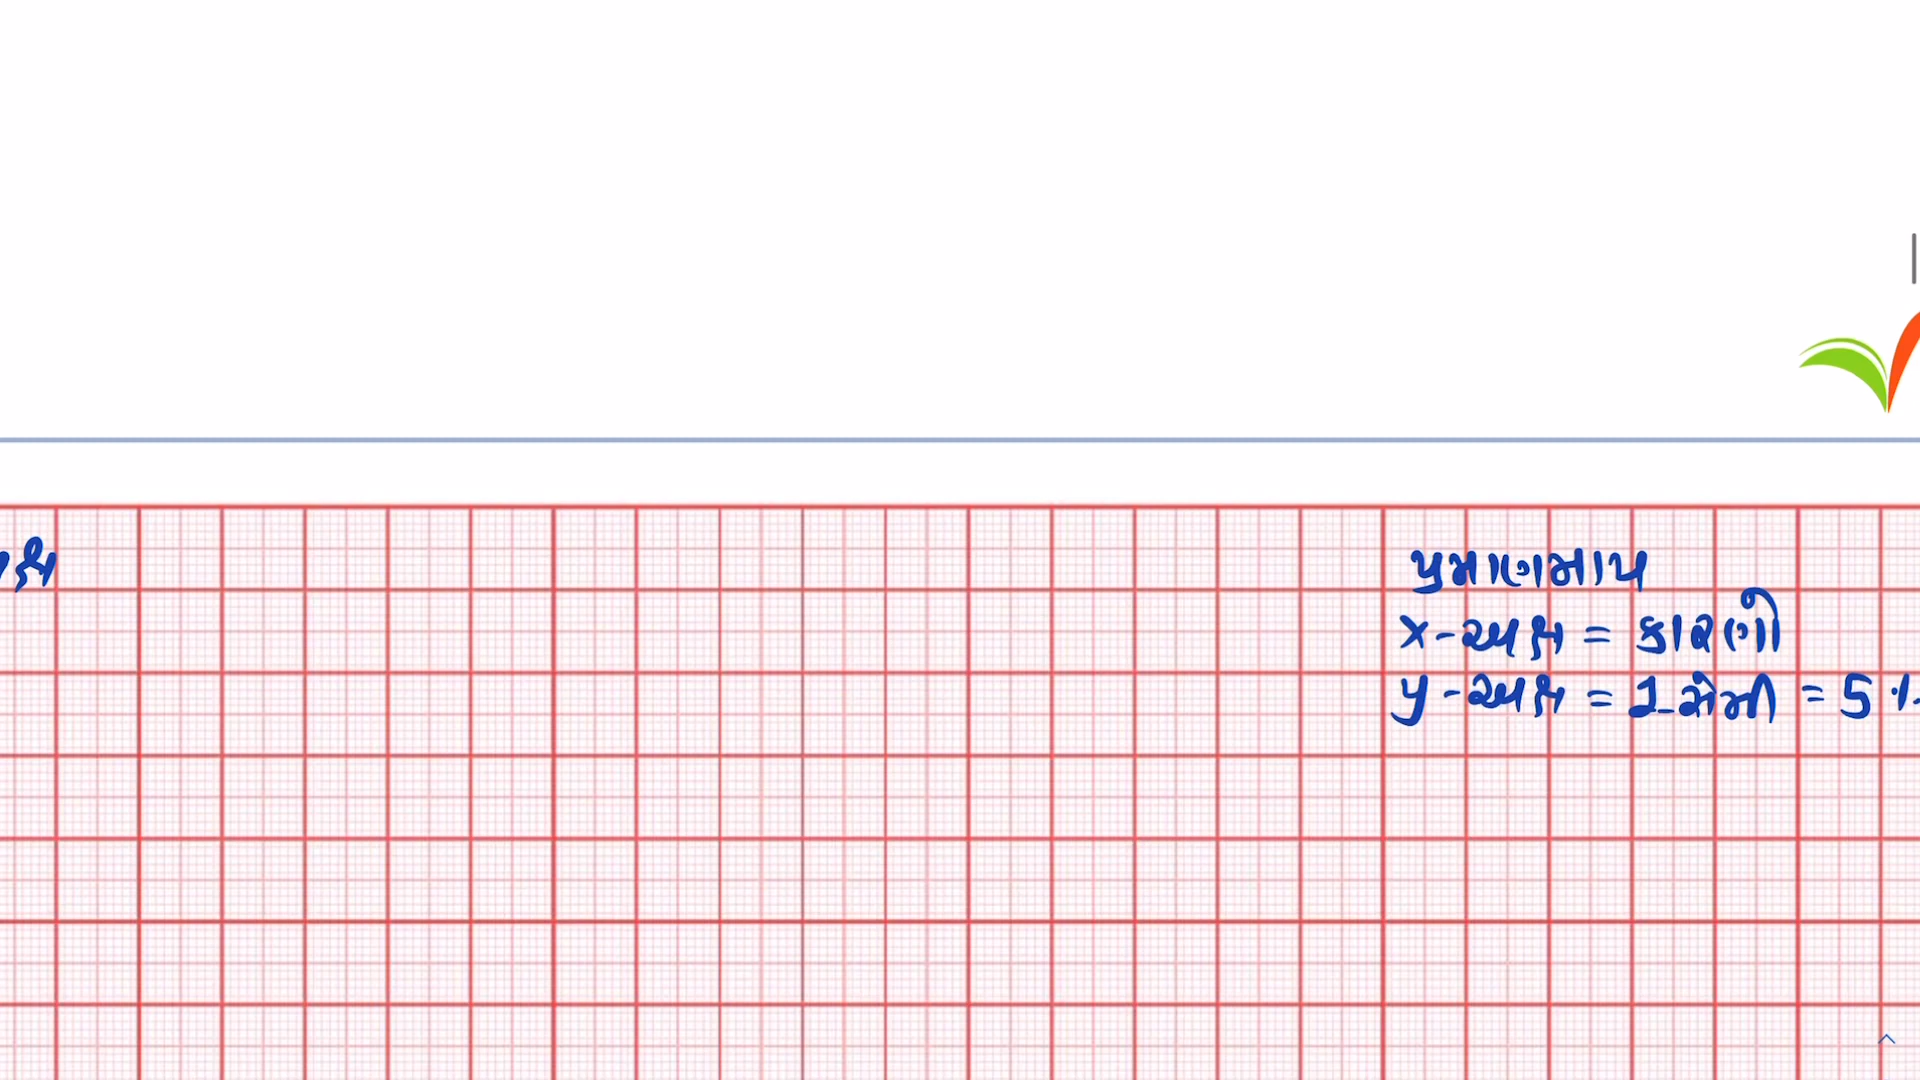 પ્રમાણમાપ
x-અક્ષ = કારણો
y-અક્ષ = 1 સેમી = 5 %